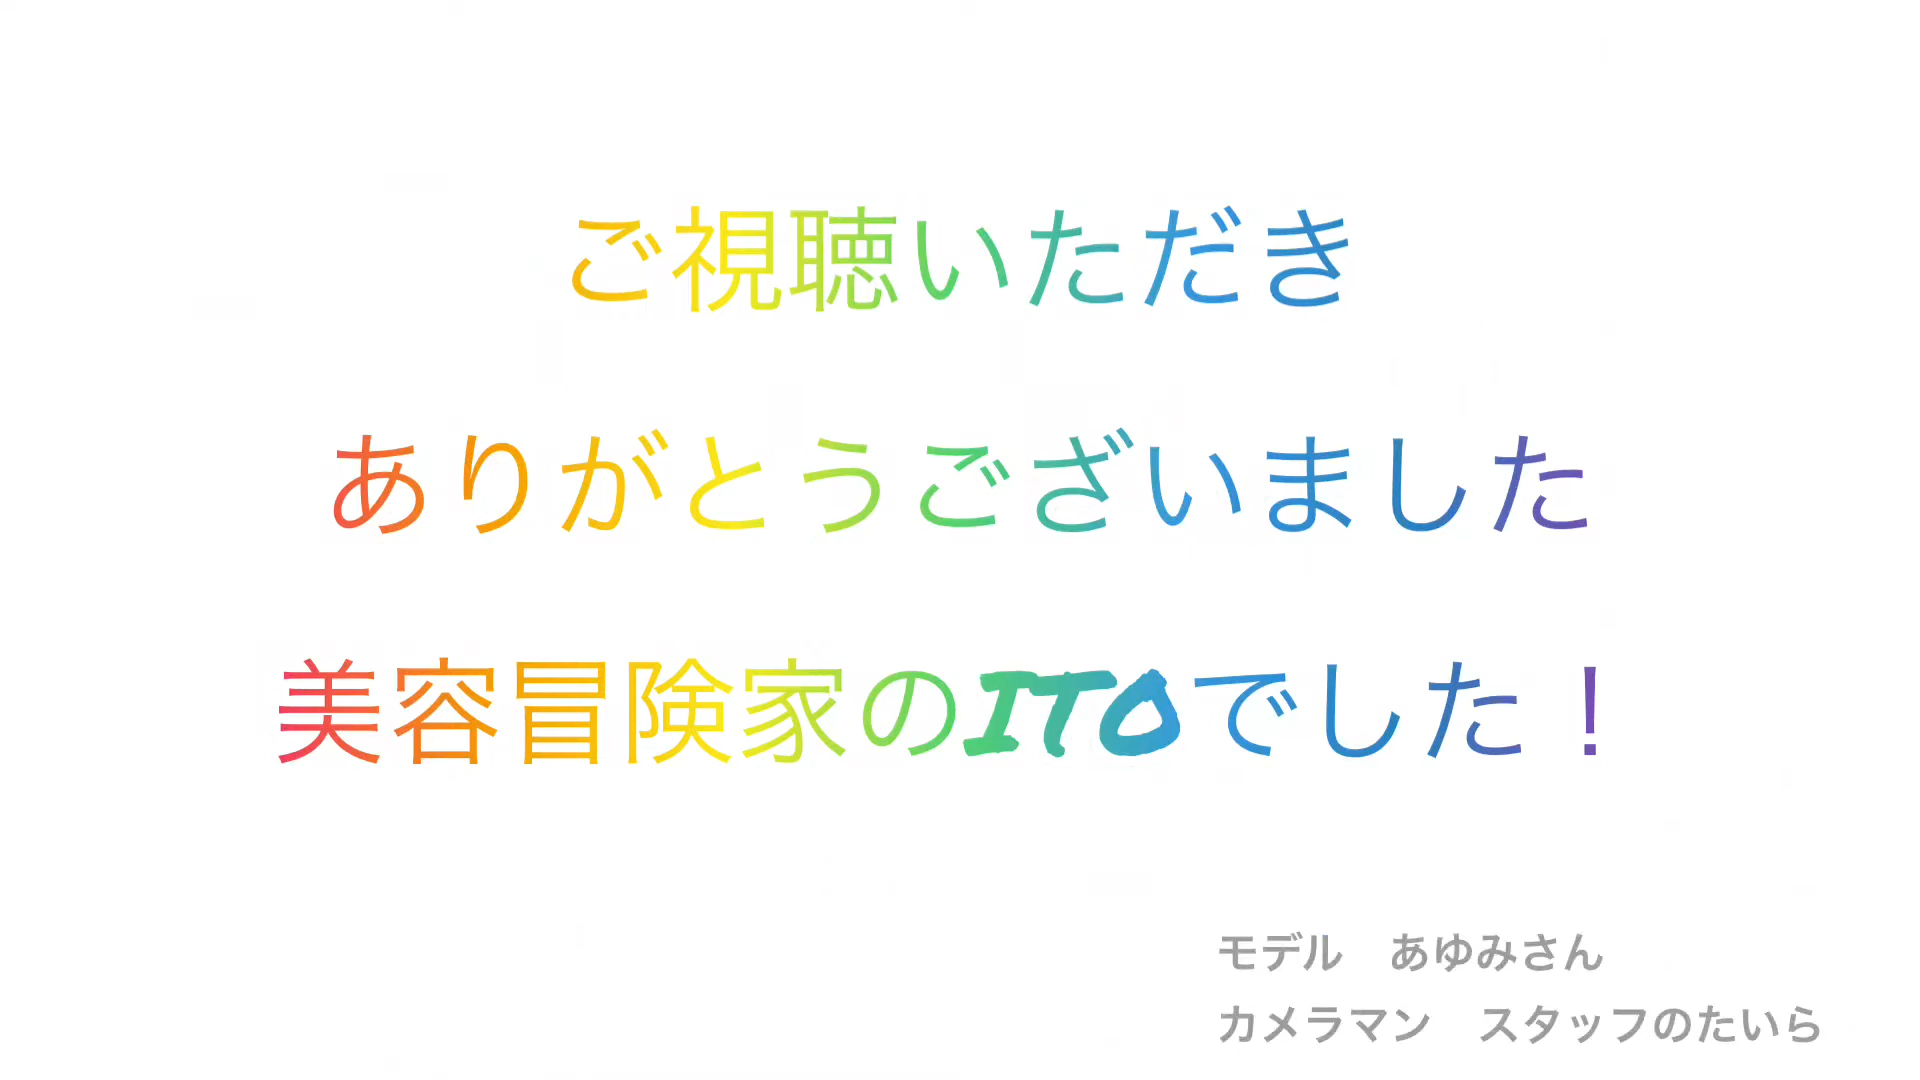 ご視聴いただき
ありがとうございました
美容冒険家のITOでした！
モデル　あゆみさん
カメラマン　スタッフのたいら